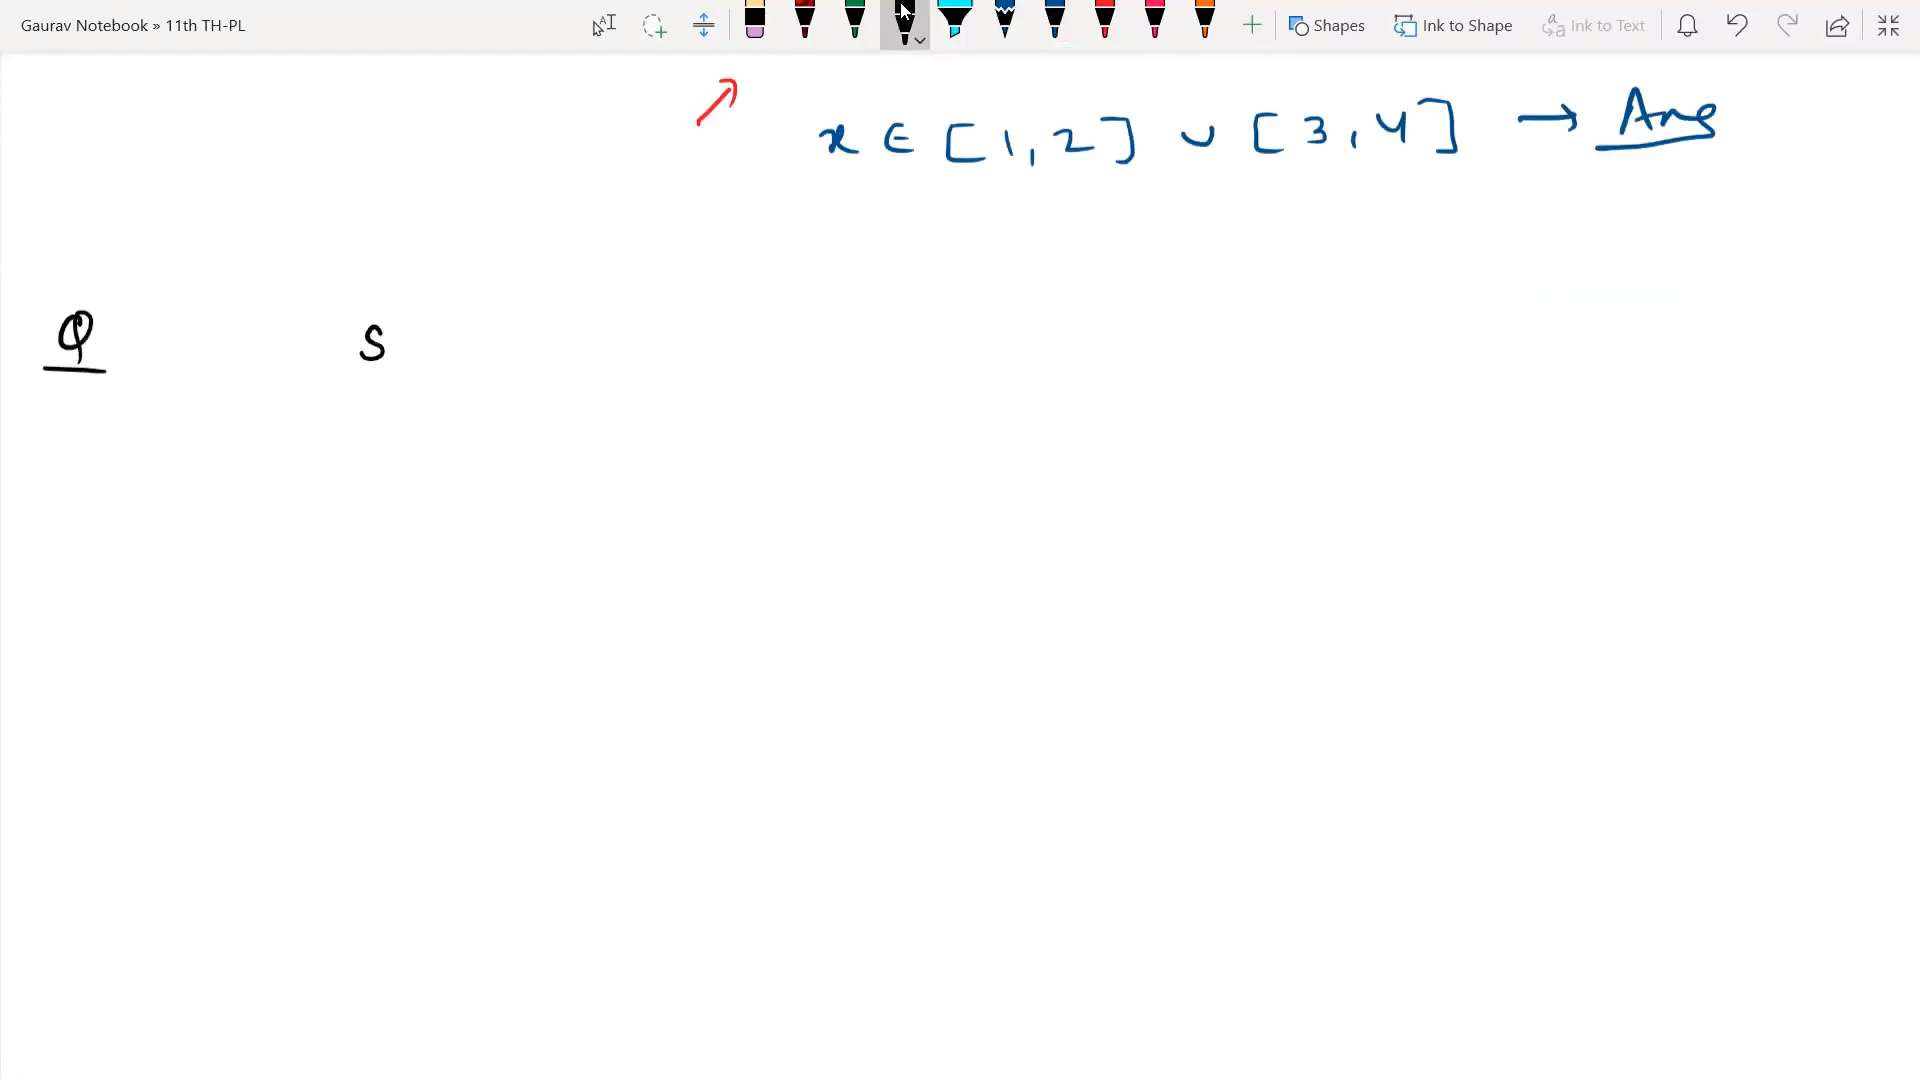 Gaurav Notebook » 11th TH-PL
Shapes
Ink to Shape
Ink to Text
x ∈ [1,2] ∪ [3,4] → Ans
Q S